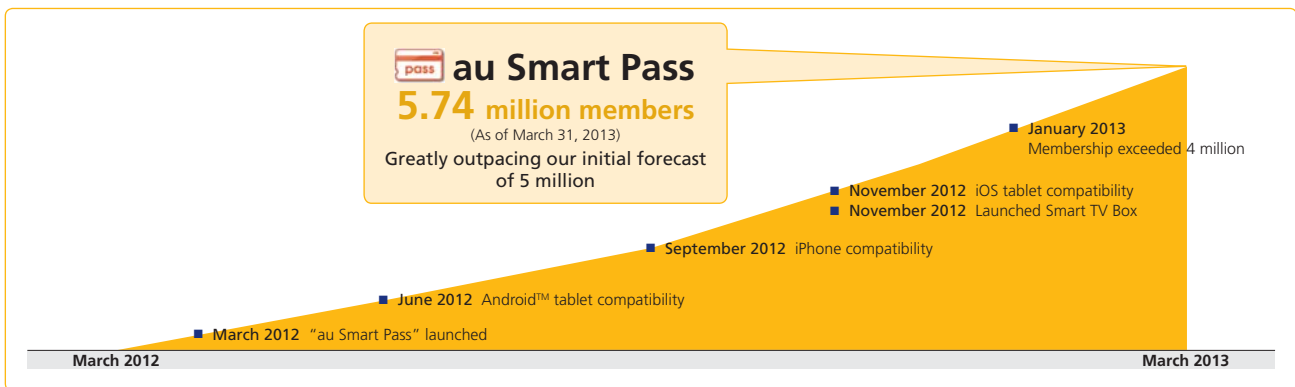 pass au Smart Pass
5.74 million members
(As of March 31, 2013)
Greatly outpacing our initial forecast
of 5 million
January 2013
Membership exceeded 4 million
November 2012 iOS tablet compatibility
November 2012 Launched Smart TV Box
September 2012 iPhone compatibility
June 2012 Android™ tablet compatibility
March 2012 “au Smart Pass” launched
March 2012 March 2013